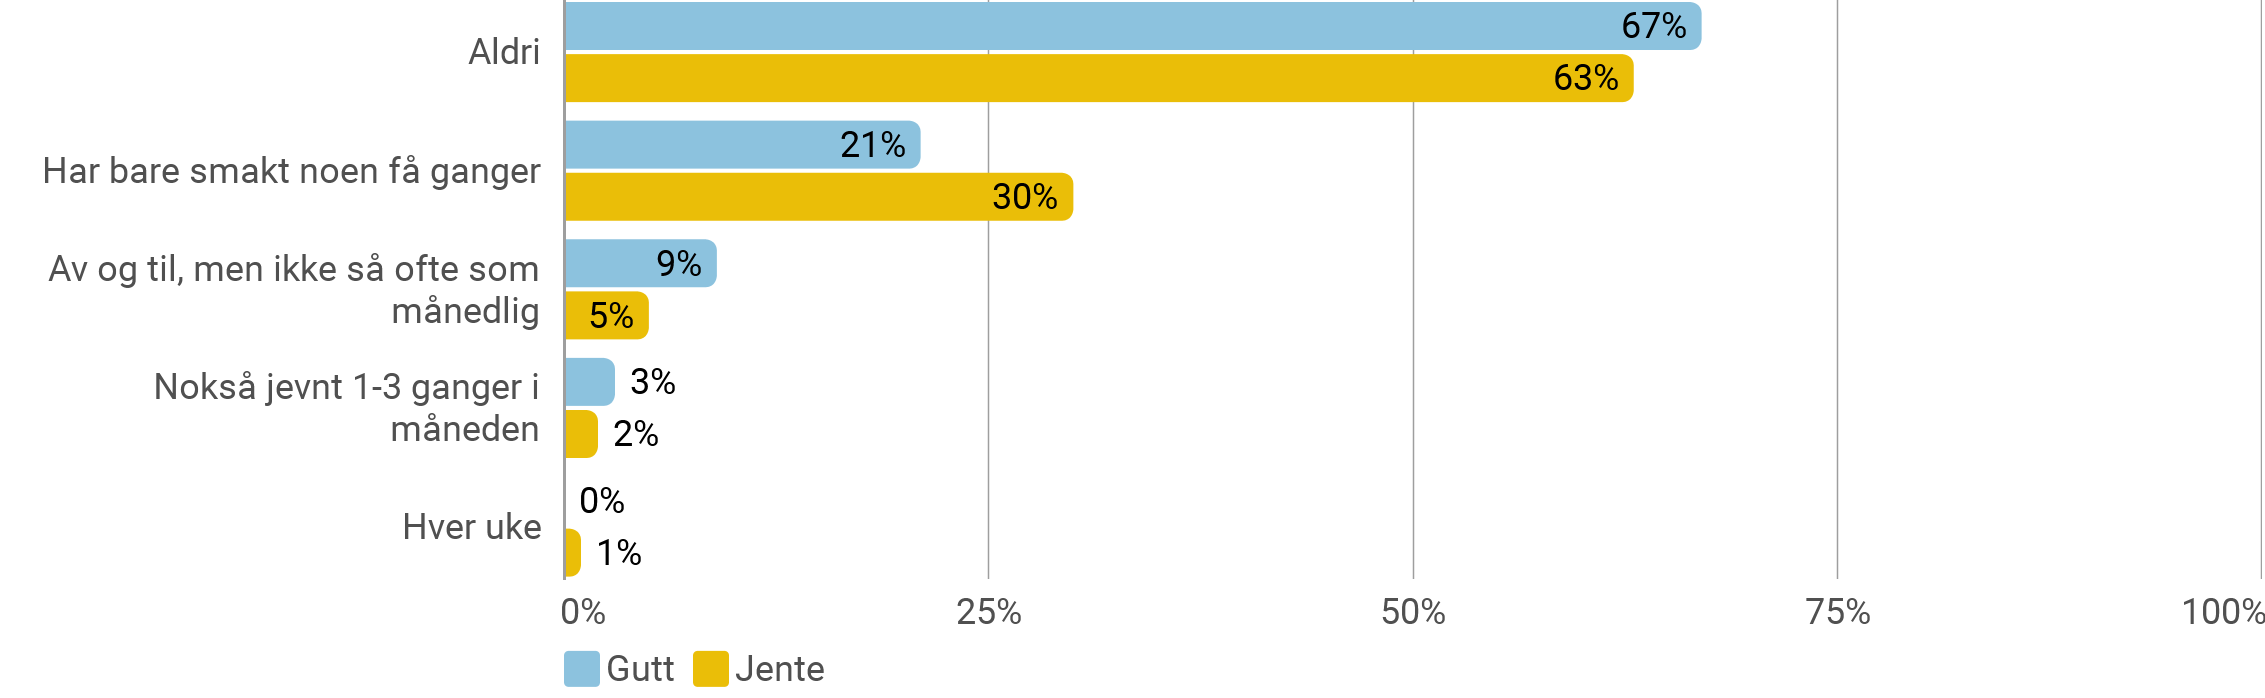 Aldri
67%
63%
Har bare smakt noen få ganger
21%
30%
Av og til, men ikke så ofte som
månedlig
9%
5%
Nokså jevnt 1-3 ganger i
måneden
3%
2%
Hver uke
0%
1%
0% 25% 50% 75% 100%
Gutt Jente